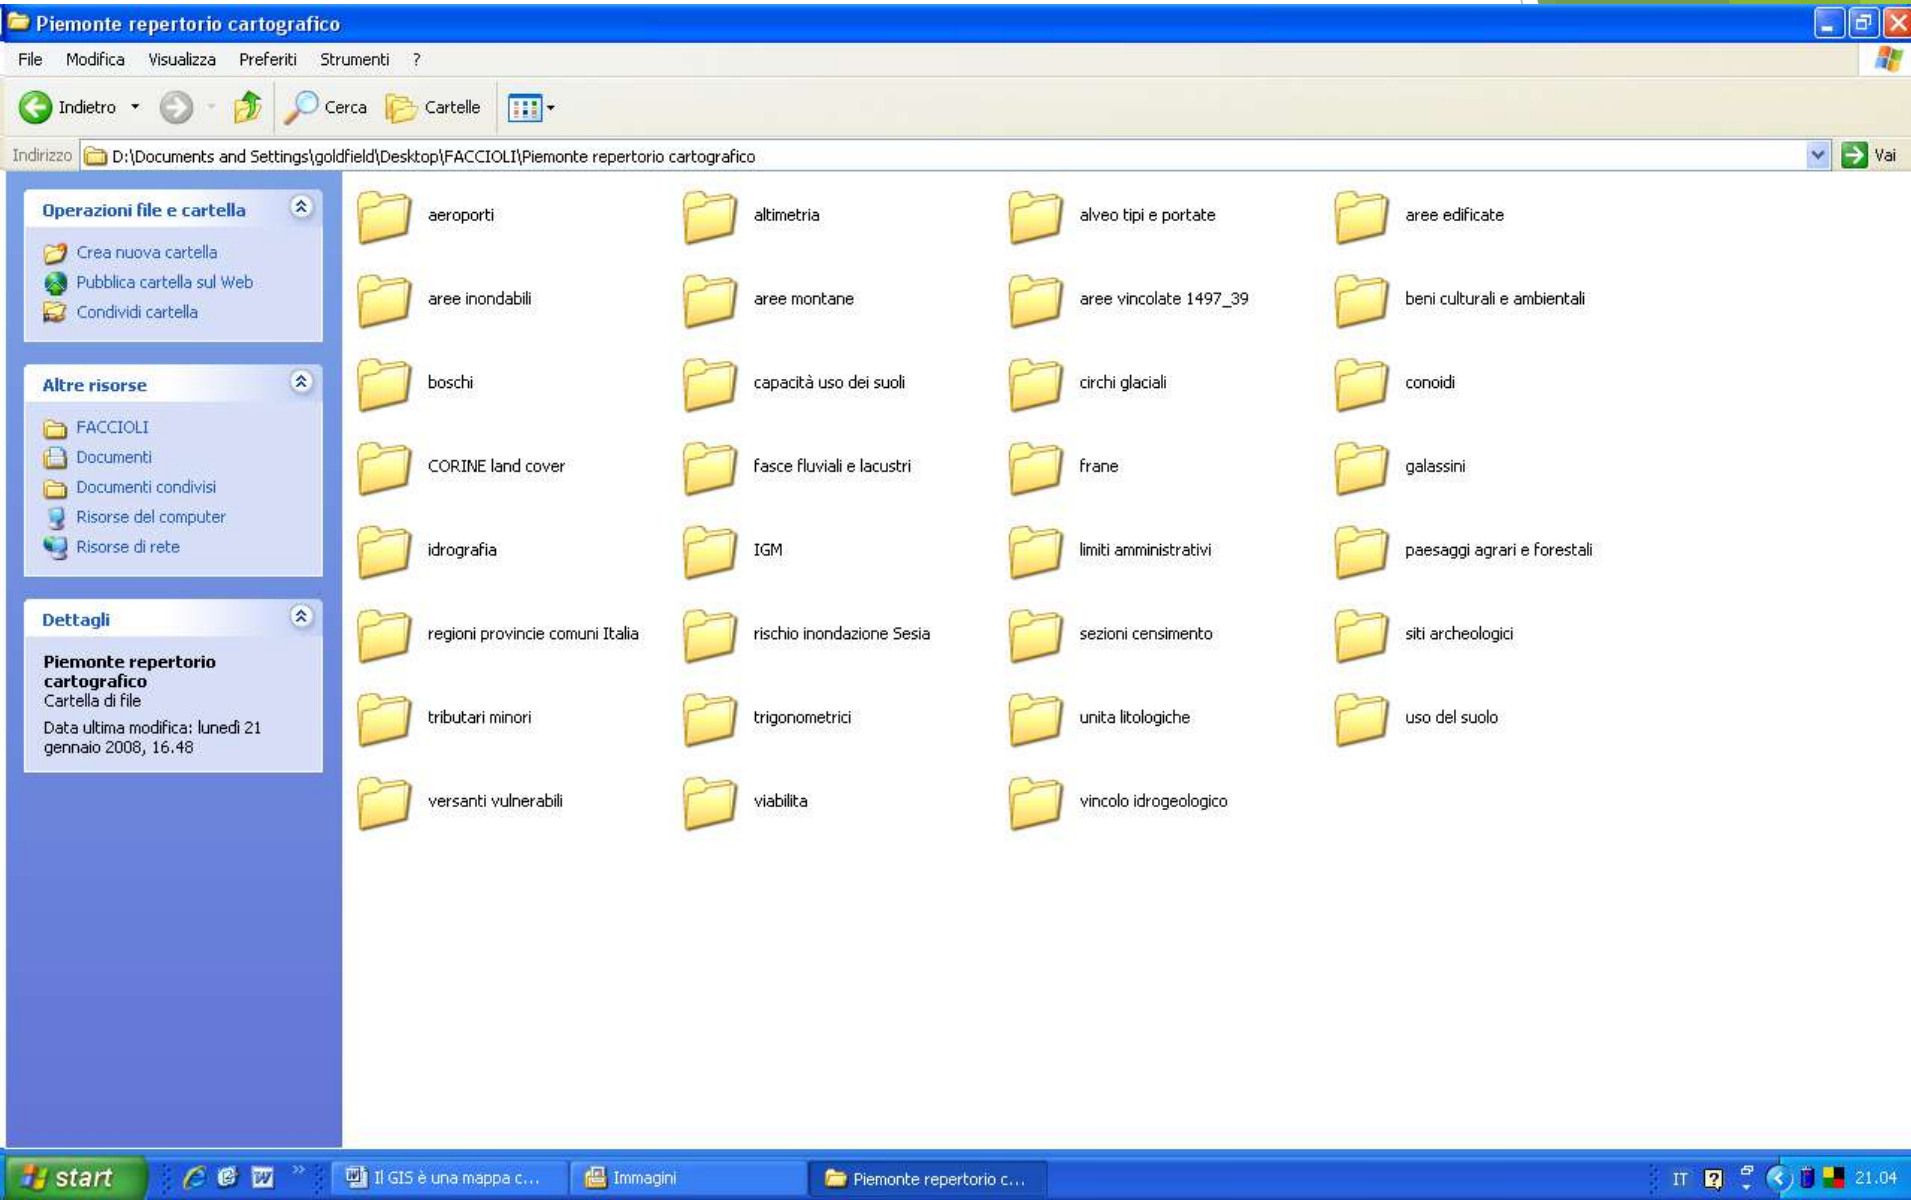 Piemonte repertorio cartografico
File Modifica Visualizza Preferiti Strumenti ?
Indietro Cerca Cartelle
Indirizzo D:\Documents and Settings\goldfield\Desktop\FACCIOLI\Piemonte repertorio cartografico Vai
Operazioni file e cartella
Crea nuova cartella
Pubblica cartella sul Web
Condividi cartella
Altre risorse
FACCIOLI
Documenti
Documenti condivisi
Risorse del computer
Risorse di rete
Dettagli
Piemonte repertorio
cartografico
Cartella di file
Data ultima modifica: lunedì 21
gennaio 2008, 16.48
aeroporti altimetria alveo tipi e portate aree edificate
aree inondabili aree montane aree vincolate 1497_39 beni culturali e ambientali
boschi capacità uso dei suoli circhi glaciali conoidi
CORINE land cover fasce fluviali e lacustri frane galassini
idrografia IGM limiti amministrativi paesaggi agrari e forestali
regioni provincie comuni Italia rischio inondazione Sesia sezioni censimento siti archeologici
tributari minori trigonometrici unita litologiche uso del suolo
versanti vulnerabili viabilita vincolo idrogeologico
start Il GIS è una mappa c... Immagini Piemonte repertorio c... IT 21.04